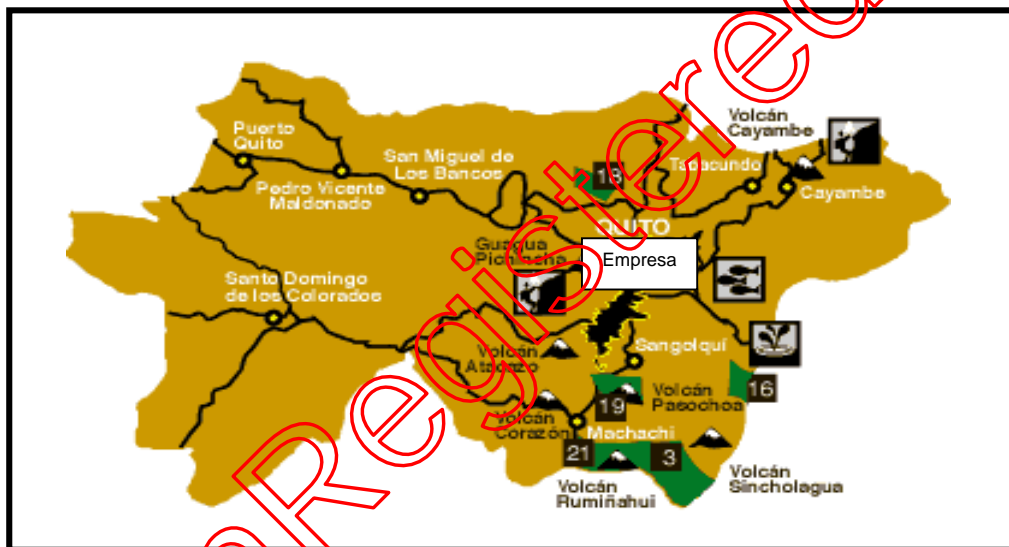 Volcán
Cayambe
Puerto
Quito
San Miguel de
Los Bancos
Tabacundo
Pedro Vicente
Maldonado
18
Cayambe
QUITO
Guagua
Pichincha
Empresa
Santo Domingo
de los Colorados
Sangolquí
Volcán
Atacazo
19
Volcán
Pasochoa
16
Volcán
Corazón
Machachi
21
3
Volcán
Rumiñahui
Volcán
Sincholagua
Registered